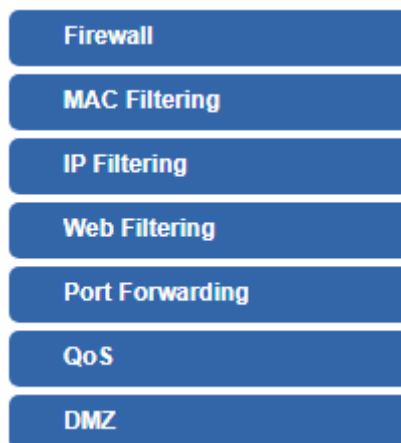 Firewall
MAC Filtering
IP Filtering
Web Filtering
Port Forwarding
QoS
DMZ